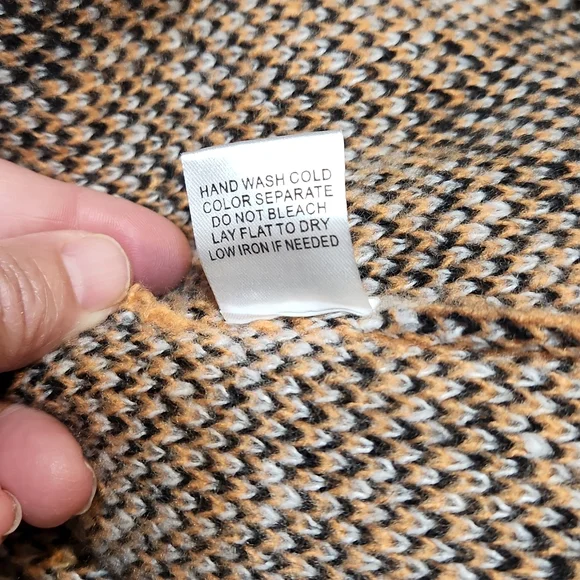 HAND WASH COLD
COLOR SEPARATE
DO NOT BLEACH
LAY FLAT TO DRY
LOW IRON IF NEEDED